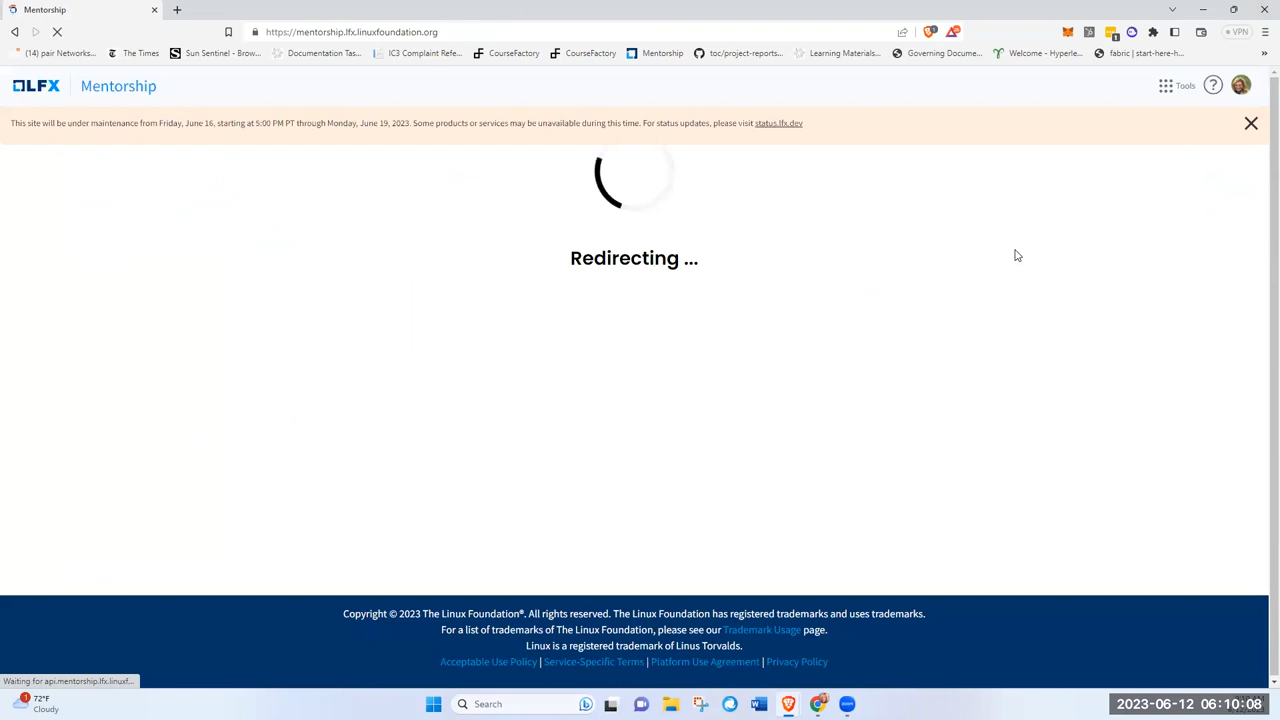 Mentorship
https://mentorship.lfx.linuxfoundation.org
VPN
(14) pair Networks...
The Times
Sun Sentinel - Brow...
Documentation Tas...
IC3 Complaint Refe...
CourseFactory
CourseFactory
Mentorship
toc/project-reports...
Learning Materials...
Governing Docume...
Welcome - Hyperle...
fabric | start-here-h...
LFX Mentorship
Tools
This site will be under maintenance from Friday, June 16, starting at 5:00 PM PT through Monday, June 19, 2023. Some products or services may be unavailable during this time. For status updates, please visit status.lfx.dev
Redirecting ...
Copyright © 2023 The Linux Foundation®. All rights reserved. The Linux Foundation has registered trademarks and uses trademarks.
For a list of trademarks of The Linux Foundation, please see our Trademark Usage page.
Linux is a registered trademark of Linus Torvalds.
Acceptable Use Policy | Service-Specific Terms | Platform Use Agreement | Privacy Policy
Waiting for api.mentorship.lfx.linuxf...
72°F
Cloudy
Search
2023-06-12 06:10:08